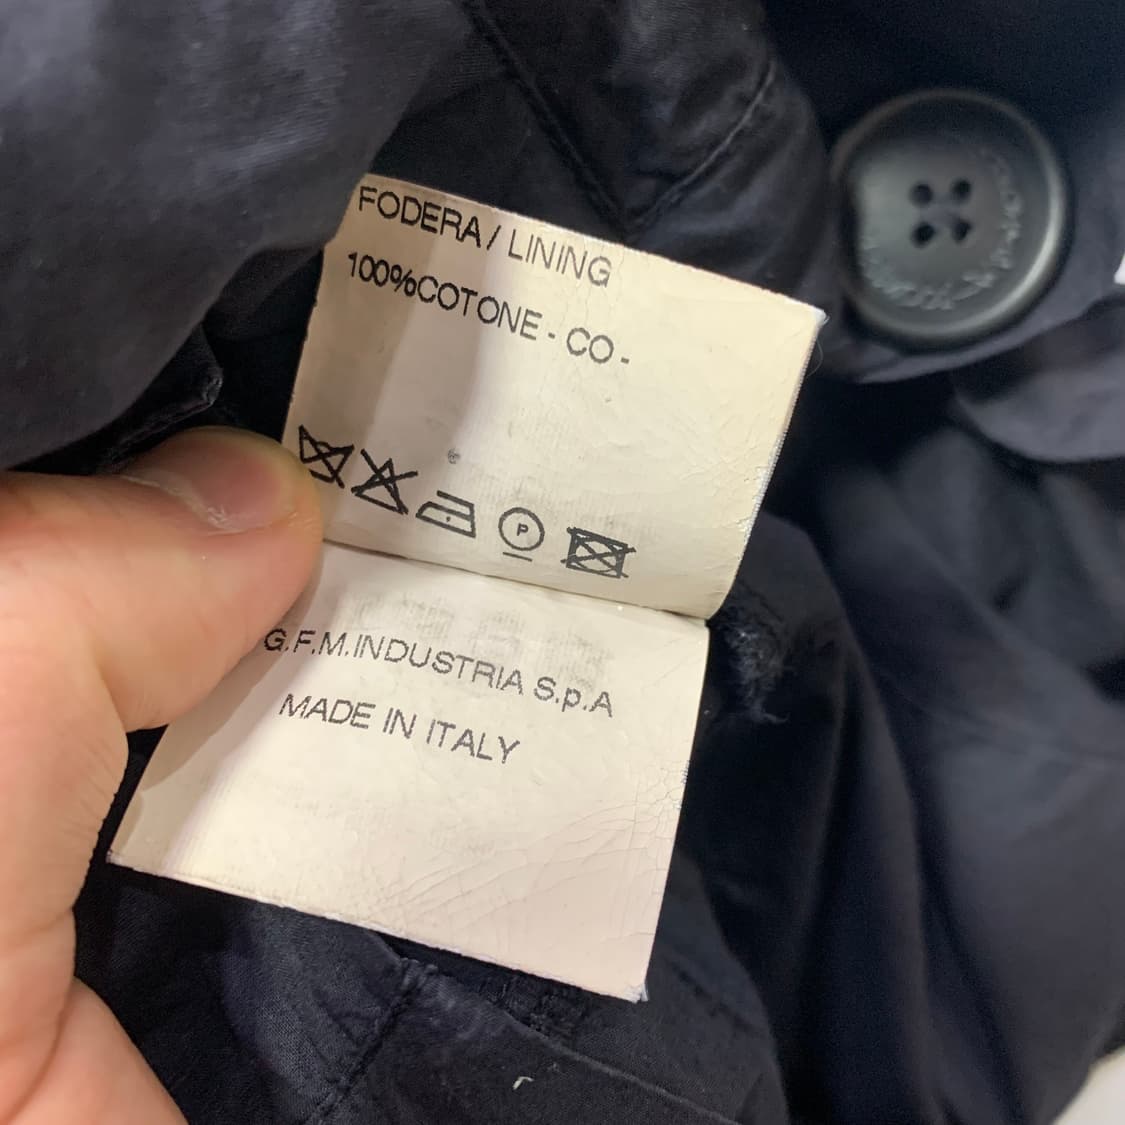 FODERA / LINING
100%COTONE - CO -
P
G.F.M.INDUSTRIA S.p.A
MADE IN ITALY